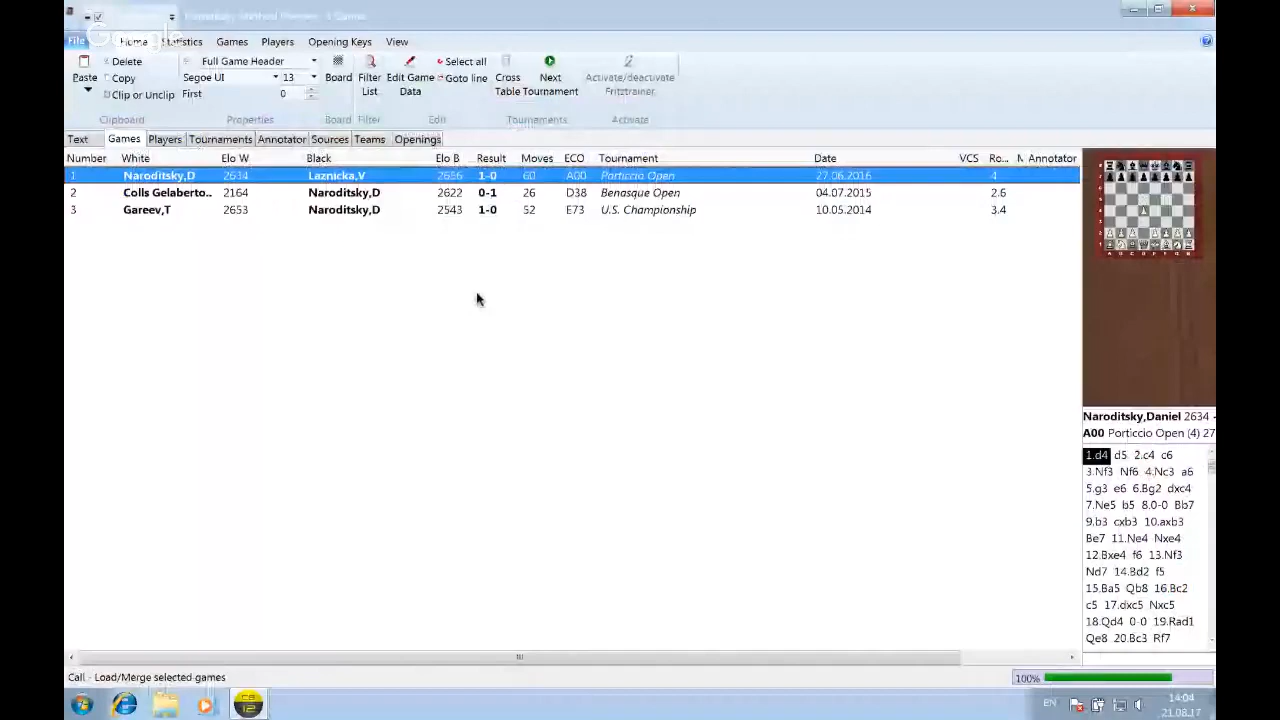 Google
File Home Statistics Games Players Opening Keys View
Paste Delete Full Game Header Board Filter List Edit Game Data Select all Cross Table Next Tournament Activate/deactivate Fritztrainer
Copy Segoe UI 13 Goto line
Clip or Unclip First 0
Clipboard Properties Board Filter Edit Tournaments Activate
Text Games Players Tournaments Annotator Sources Teams Openings
Number White Elo W Black Elo B Result Moves ECO Tournament Date VCS Ro... M Annotator
1 Naroditsky,D 2634 Laznicka,V 2656 1-0 60 A00 Porticcio Open 27.06.2016 4
2 Colls Gelaberto.. 2164 Naroditsky,D 2622 0-1 26 D38 Benasque Open 04.07.2015 2.6
3 Gareev,T 2653 Naroditsky,D 2543 1-0 52 E73 U.S. Championship 10.05.2014 3.4
Naroditsky,Daniel 2634 -
A00 Porticcio Open (4) 27
1.d4 d5 2.c4 c6
3.Nf3 Nf6 4.Nc3 a6
5.g3 e6 6.Bg2 dxc4
7.Ne5 b5 8.0-0 Bb7
9.b3 cxb3 10.axb3
Be7 11.Ne4 Nxe4
12.Bxe4 f6 13.Nf3
Nd7 14.Bd2 f5
15.Ba5 Qb8 16.Bc2
c5 17.dxc5 Nxc5
18.Qd4 0-0 19.Rad1
Qe8 20.Bc3 Rf7
Call - Load/Merge selected games 100%
EN 14:04
21.08.17